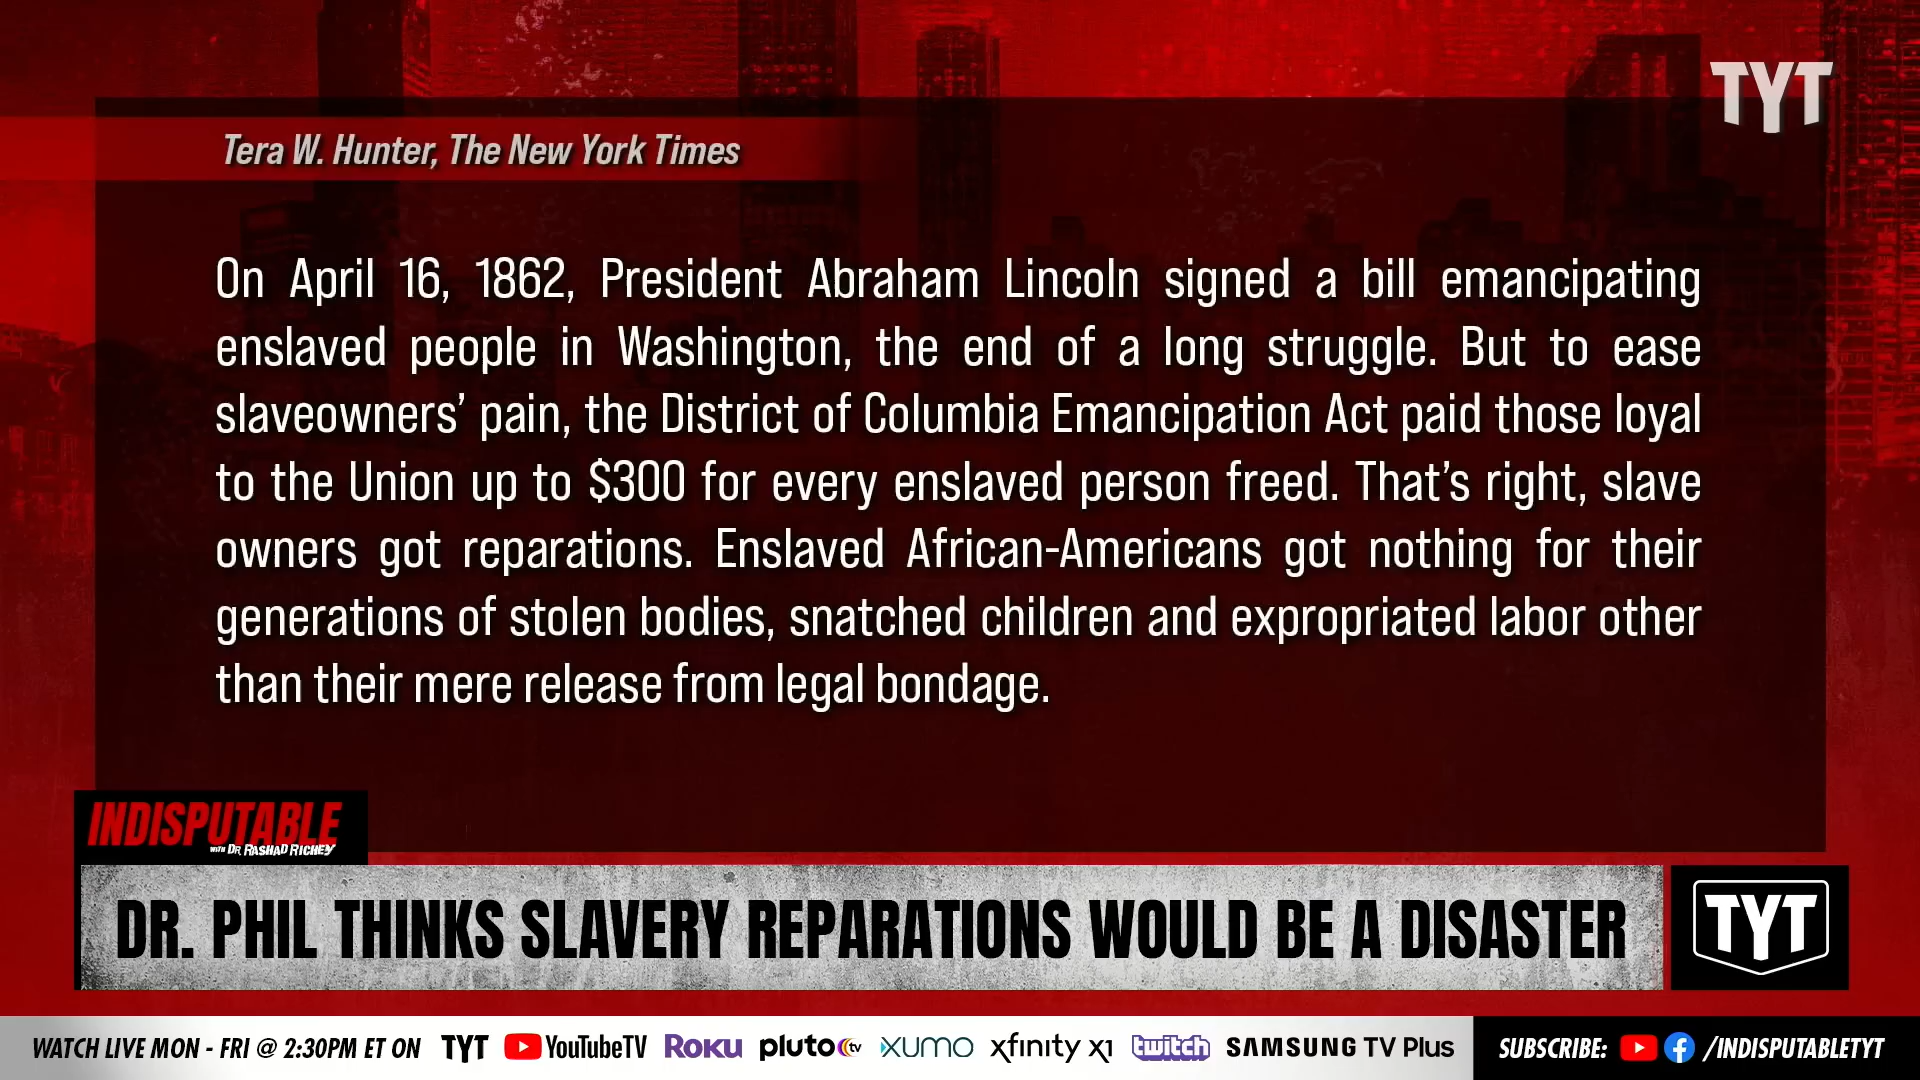 TYT
Tera W. Hunter, The New York Times
On April 16, 1862, President Abraham Lincoln signed a bill emancipating
enslaved people in Washington, the end of a long struggle. But to ease
slaveowners’ pain, the District of Columbia Emancipation Act paid those loyal
to the Union up to $300 for every enslaved person freed. That’s right, slave
owners got reparations. Enslaved African-Americans got nothing for their
generations of stolen bodies, snatched children and expropriated labor other
than their mere release from legal bondage.
INDISPUTABLE
WITH DR. RASHAD RICHEY
DR. PHIL THINKS SLAVERY REPARATIONS WOULD BE A DISASTER
TYT
WATCH LIVE MON - FRI @ 2:30PM ET ON TYT YouTubeTV ROKU pluto tv XUMO xfinity x1 twitch SAMSUNG TV Plus SUBSCRIBE: /INDISPUTABLETYT